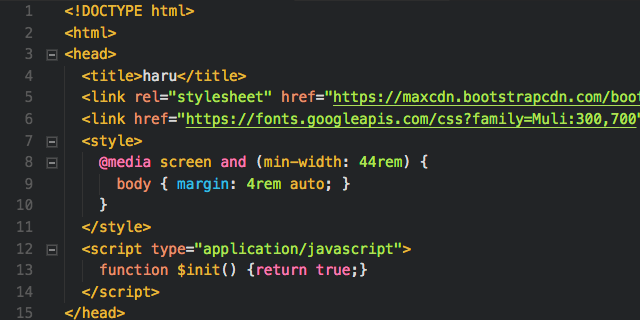 1 <!DOCTYPE html>
2 <html>
3 <head>
4 <title>haru</title>
5 <link rel="stylesheet" href="https://maxcdn.bootstrapcdn.com/boot
6 <link href="https://fonts.googleapis.com/css?family=Muli:300,700"
7 <style>
8 @media screen and (min-width: 44rem) {
9 body { margin: 4rem auto; }
10 }
11 </style>
12 <script type="application/javascript">
13 function $init() {return true;}
14 </script>
15 </head>